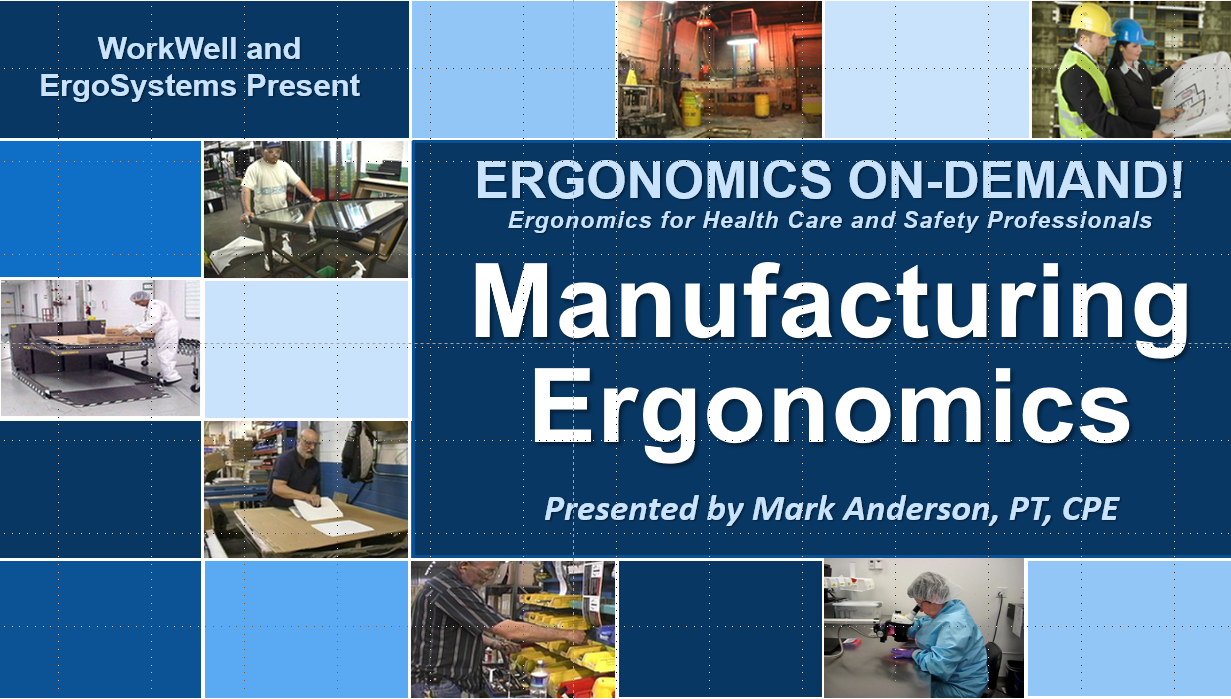 WorkWell and
ErgoSystems Present
ERGONOMICS ON-DEMAND!
Ergonomics for Health Care and Safety Professionals
Manufacturing
Ergonomics
Presented by Mark Anderson, PT, CPE